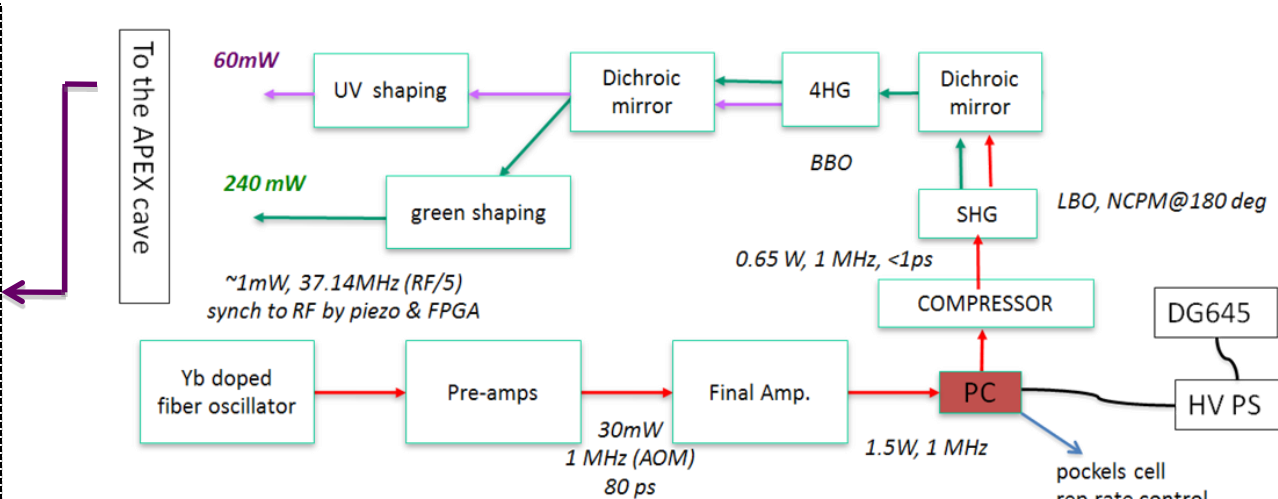 To the APEX cave
60mW
UV shaping
Dichroic
mirror
4HG
Dichroic
mirror
BBO
240 mW
green shaping
SHG
LBO, NCPM@180 deg
0.65 W, 1 MHz, <1ps
~1mW, 37.14MHz (RF/5)
synch to RF by piezo & FPGA
COMPRESSOR
DG645
Yb doped
fiber oscillator
Pre-amps
Final Amp.
PC
HV PS
30mW
1 MHz (AOM)
80 ps
1.5W, 1 MHz
pockels cell
rep rate control